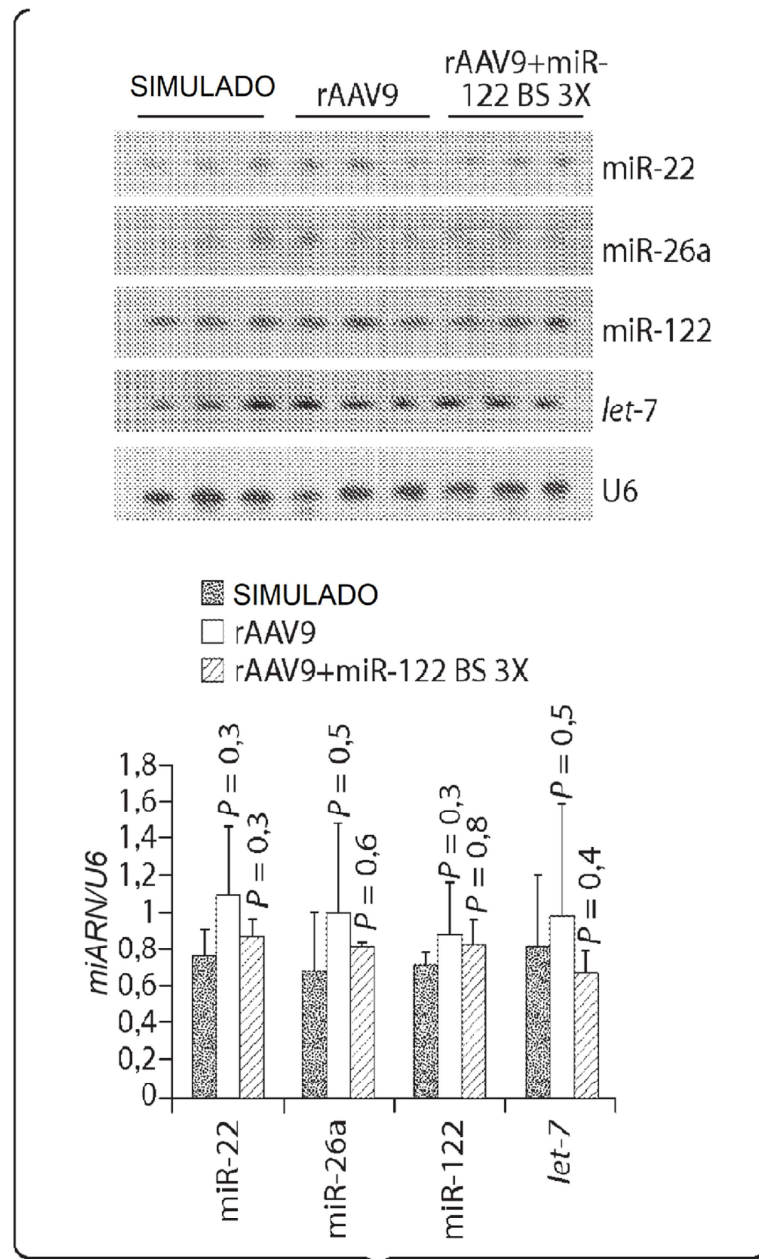 SIMULADO
rAAV9
rAAV9+miR-
122 BS 3X
miR-22
miR-26a
miR-122
let-7
U6
SIMULADO
rAAV9
rAAV9+miR-122 BS 3X
miARN/U6
1,8
1,6
1,4
1,2
1
0,8
0,6
0,4
0,2
0
P = 0,3
P = 0,3
P = 0,5
P = 0,6
P = 0,3
P = 0,8
P = 0,5
P = 0,4
miR-22
miR-26a
miR-122
let-7